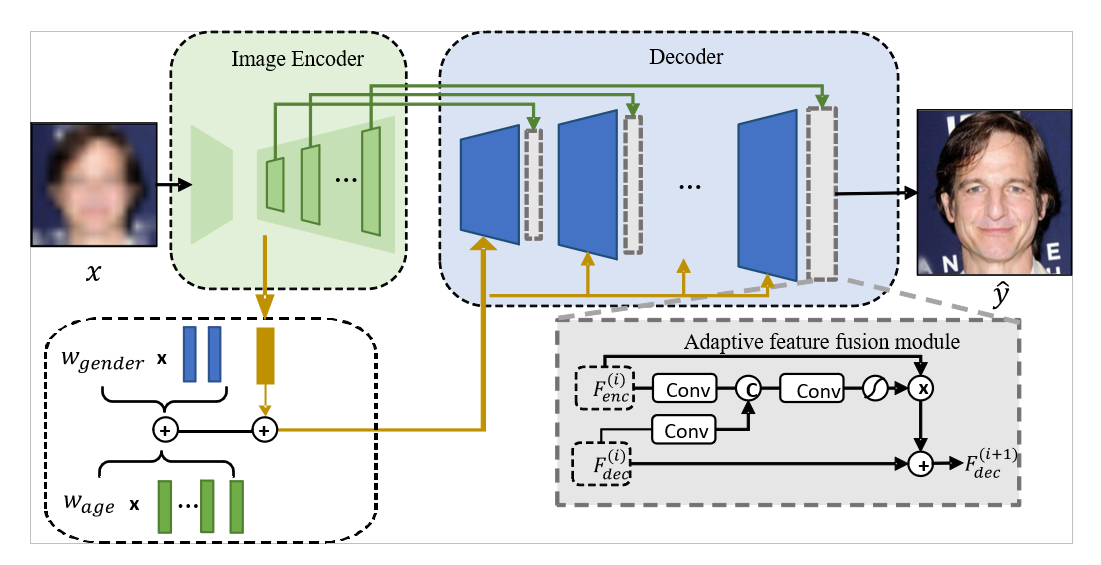 Image Encoder
Decoder
...
...
x
ŷ
w_gender x
+ +
w_age x
...
Adaptive feature fusion module
F_enc^(i) Conv C Conv x
Conv
F_dec^(i) + F_dec^(i+1)